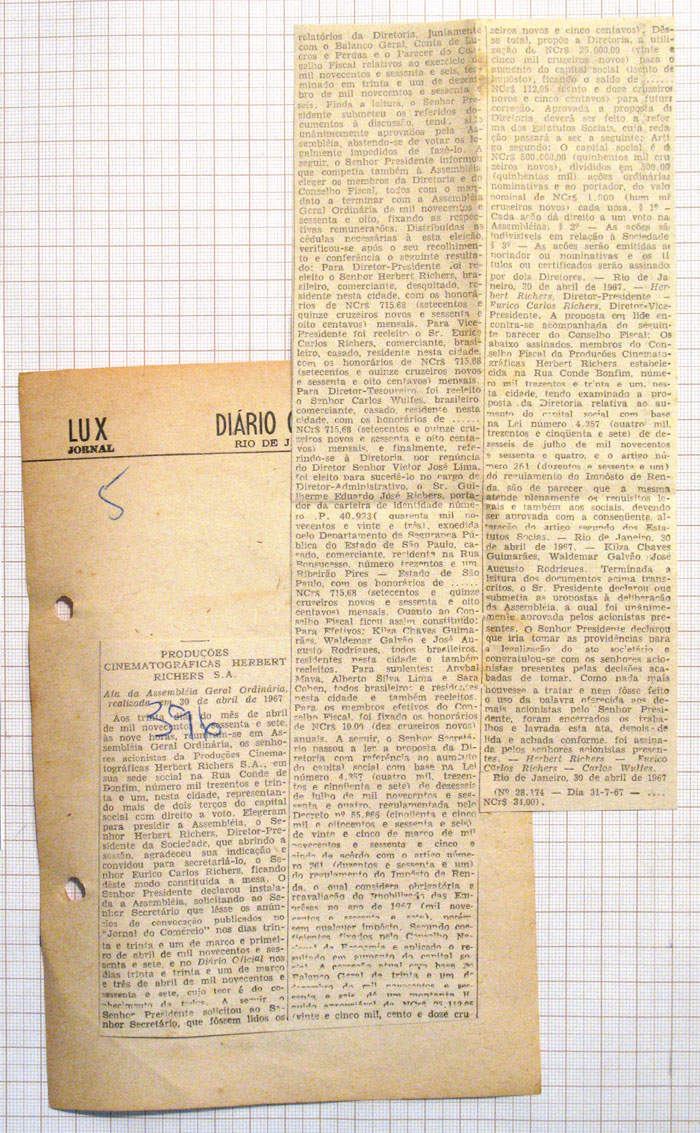 LUX
JORNAL
DIÁRIO
RIO DE J
5
PRODUÇÕES
CINEMATOGRÁFICAS HERBERT
RICHERS S.A.
Ata da Assembléia Geral Ordinária,
realizada em 30 de abril de 1967
Aos trinta dias do mês de abril
de mil novecentos e sessenta e sete,
às nove horas, reuniram-se em As-
sembléia Geral Ordinária, os senho-
res acionistas da Produções Cinema-
tográficas Herbert Richers S.A., em
sua sede social na Rua Conde de
Bonfim, número mil trezentos e trin-
ta e um, nesta cidade, representan-
do mais de dois terços do capital
social com direito a voto. Elegeram
para presidir a Assembléia, o Se-
nhor Herbert Richers, Diretor-Pre-
sidente da Sociedade, que abrindo a
sessão, agradeceu sua indicação e
convidou para secretariá-lo, o Se-
nhor Eurico Carlos Richers, ficando
dêste modo constituída a mesa. O
Senhor Presidente declarou instala-
da a Assembléia, solicitando ao Se-
nhor Secretário que lêsse os anún-
cios de convocação publicados no
"Jornal do Comércio" nos dias trin-
ta e trinta e um de março e primei-
ro de abril de mil novecentos e ses-
senta e sete, e no Diário Oficial nos
dias trinta e trinta e um de março
e três de abril de mil novecentos e
sessenta e sete, cujo teor é do co-
nhecimento de todos. A seguir o
Senhor Presidente solicitou ao Se-
nhor Secretário, que fôssem lidos os
relatórios da Diretoria, juntamente
com o Balanço Geral, Conta de Lu-
cros e Perdas e o Parecer do Con-
selho Fiscal relativos ao exercício de
mil novecentos e sessenta e seis, ter-
minado em trinta e um de dezem-
bro de mil novecentos e sessenta e
seis. Finda a leitura, o Senhor Pre-
sidente submeteu os referidos do-
cumentos à discussão, tendo sido
unânimemente aprovados pela As-
sembléia, abstendo-se de votar os le-
galmente impedidos de fazê-lo. A
seguir, o Senhor Presidente informou
que competia também à Assembléia
eleger os membros da Diretoria e do
Conselho Fiscal, todos com o man-
dato a terminar com a Assembléia
Geral Ordinária de mil novecentos e
sessenta e oito, fixando as respec-
tivas remunerações. Distribuídas as
cédulas necessárias à esta eleição,
verificou-se após o seu recolhimen-
to e conferência o seguinte resulta-
do: Para Diretor-Presidente foi re-
eleito o Senhor Herbert Richers, bra-
sileiro, comerciante, desquitado, re-
sidente nesta cidade, com os honorá-
rios de NCr$ 715,68 (setecentos e
quinze cruzeiros novos e sessenta e
oito centavos) mensais. Para Vice-
Presidente foi reeleito o Sr. Eurico
Carlos Richers, comerciante, brasi-
leiro, casado, residente nesta cidade,
com os honorários de NCr$ 715,68
(setecentos e quinze cruzeiros novos
e sessenta e oito centavos) mensais.
Para Diretor-Tesoureiro foi reeleito
o Senhor Carlos Wulfes, brasileiro,
comerciante, casado, residente nesta
cidade, com os honorários de ......
NCr$ 715,68 (setecentos e quinze cru-
zeiros novos e sessenta e oito centa-
vos) mensais, e finalmente, refe-
rindo-se à Diretoria por renúncia
do Diretor Senhor Victor José Lima,
foi eleito para sucedê-lo no cargo de
Diretor-Administrativo, o Sr. Gui-
lherme Eduardo José Richers, porta-
dor da carteira de identidade núme-
ro .P. 40.923( quarenta mil no-
vecentos e vinte e três), expedida
pelo Departamento de Segurança Pú-
blica do Estado de São Paulo, ca-
sado, comerciante, residente na Rua
Bonsucesso, número trezentos e um,
Ribeirão Pires — Estado de São
Paulo, com os honorários de ......
NCr$ 715,68 (setecentos e quinze
cruzeiros novos e sessenta e oito
centavos) mensais. Quanto ao Con-
selho Fiscal ficou assim constituído:
Para Efetivos: Kilza Chaves Guima-
rães, Waldemar Galvão e José Au-
gusto Rodrigues, todos brasileiros,
residentes nesta cidade e também
reeleitos. Para suplentes: Anybal
Maya, Alberto Silva Lima e Sara
Cohen, todos brasileiros e residentes
nesta cidade e também reeleitos.
Para os membros efetivos do Con-
selho Fiscal, foi fixado os honorários
de NCr$ 10,00 (dez cruzeiros novos)
anuais. A seguir, o Senhor Secretá-
rio passou a ler a proposta da Di-
retoria com referência ao aumento
do capital social com base na Lei
número 4.357 (quatro mil, trezen-
tos e cinqüenta e sete) de dezesseis
de julho de mil novecentos e ses-
senta e quatro, regulamentada pelo
Decreto nº 55.866 (cinqüenta e cinco
mil e oitocentos e sessenta e seis)
de vinte e cinco de março de mil
novecentos e sessenta e cinco e
ainda de acôrdo com o artigo núme-
ro 261 (duzentos e sessenta e um)
do regulamento do Impôsto de Ren-
da, o qual considera obrigatória a
reavaliação do Imobilizado das Em-
prêsas no ano de 1967 (mil nove-
centos e sessenta e sete), porém
sem qualquer impôsto. Segundo coe-
ficientes fixados pelo Conselho Na-
cional de Economia e aplicado o re-
sultado em aumento do capital so-
Balanço Geral de trinta e um de
dezembro de mil novecentos e ses-
senta e seis dá um montante lí-
(vinte e cinco mil, cento e doze cru-
zeiros novos e cinco centavos). Dês-
se total, propôs a Diretoria, a utili-
zação de NCr$ 25.000,00 (vinte e
cinco mil cruzeiros novos) para o
aumento do capital social (isento de
impôsto), ficando o saldo de ......
NCr$ 112,05 (cento e doze cruzeiros
novos e cinco centavos) para futura
correção. Aprovada a proposta da
Diretoria deverá ser feito a refor-
ma dos Estatutos Sociais, cuja reda-
ção passará a ser a seguinte: Arti-
go segundo: O capital social é de
NCr$ 500.000,00 (quinhentos mil cru-
zeiros novos), divididos em 500.000
(quinhentas mil) ações ordinárias
nominativas e ao portador, do valor
nominal de NCr$ 1,000 (hum mil
cruzeiros novos) cada uma. § 1º —
Cada ação dá direito a um voto nas
Assembléias. § 2º — As ações são
indivisíveis em relação à Sociedade.
§ 3º — As ações serão emitidas ao
portador ou nominativas e os tí-
tulos ou certificados serão assinados
por dois Diretores. — Rio de Ja-
neiro, 20 de abril de 1967. — Her-
bert Richers, Diretor-Presidente —
Eurico Carlos Richers, Diretor-Vice-
Presidente. A proposta em lide en-
contra-se acompanhada do seguin-
te parecer do Conselho Fiscal: Os
abaixo assinados, membros do Con-
selho Fiscal da Produções Cinemato-
gráficas Herbert Richers, estabele-
cida na Rua Conde Bonfim, núme-
ro mil trezentos e trinta e um, nes-
ta cidade, tendo examinado a pro-
posta da Diretoria relativa ao au-
mento do capital social com base
na Lei número 4.357 (quatro mil,
trezentos e cinqüenta e sete) de de-
zesseis de julho de mil novecentos
e sessenta e quatro, e o artigo nú-
mero 261 (duzentos e sessenta e um)
do regulamento do Impôsto de Ren-
da, são de parecer que a mesma
atende plenamente os requisitos le-
gais e também aos sociais, devendo
ser aprovada com a conseqüente, al-
teração do artigo segundo dos Esta-
tutos Sociais. — Rio de Janeiro, 30
de abril de 1967. — Kilza Chaves
Guimarães, Waldemar Galvão José
Augusto Rodrigues. Terminada a
leitura dos documentos acima trans-
critos, o Sr. Presidente declarou que
submetia as propostas à deliberação
da Assembléia, a qual foi unânime-
mente aprovada pelos acionistas pre-
sentes. O Senhor Presidente declarou
que iria tomar as providências para
a legalização do ato societário e
congratulou-se com os senhores acio-
nistas presentes pelas decisões aca-
badas de tomar. Como nada mais
houvesse a tratar e nem fôsse feito
o uso da palavra oferecida aos de-
mais acionistas pelo Senhor Presi-
dente, foram encerrados os traba-
lhos e lavrada esta ata, depois de
lida e achada conforme, foi assina-
da pelos senhores acionistas presen-
tes. — Herbert Richers — Eurico
Carlos Richers — Carlos Wulfes.
Rio de Janeiro, 30 de abril de 1967
(Nº 28.174 — Dia 31-7-67 — ....
NCr$ 34,00).